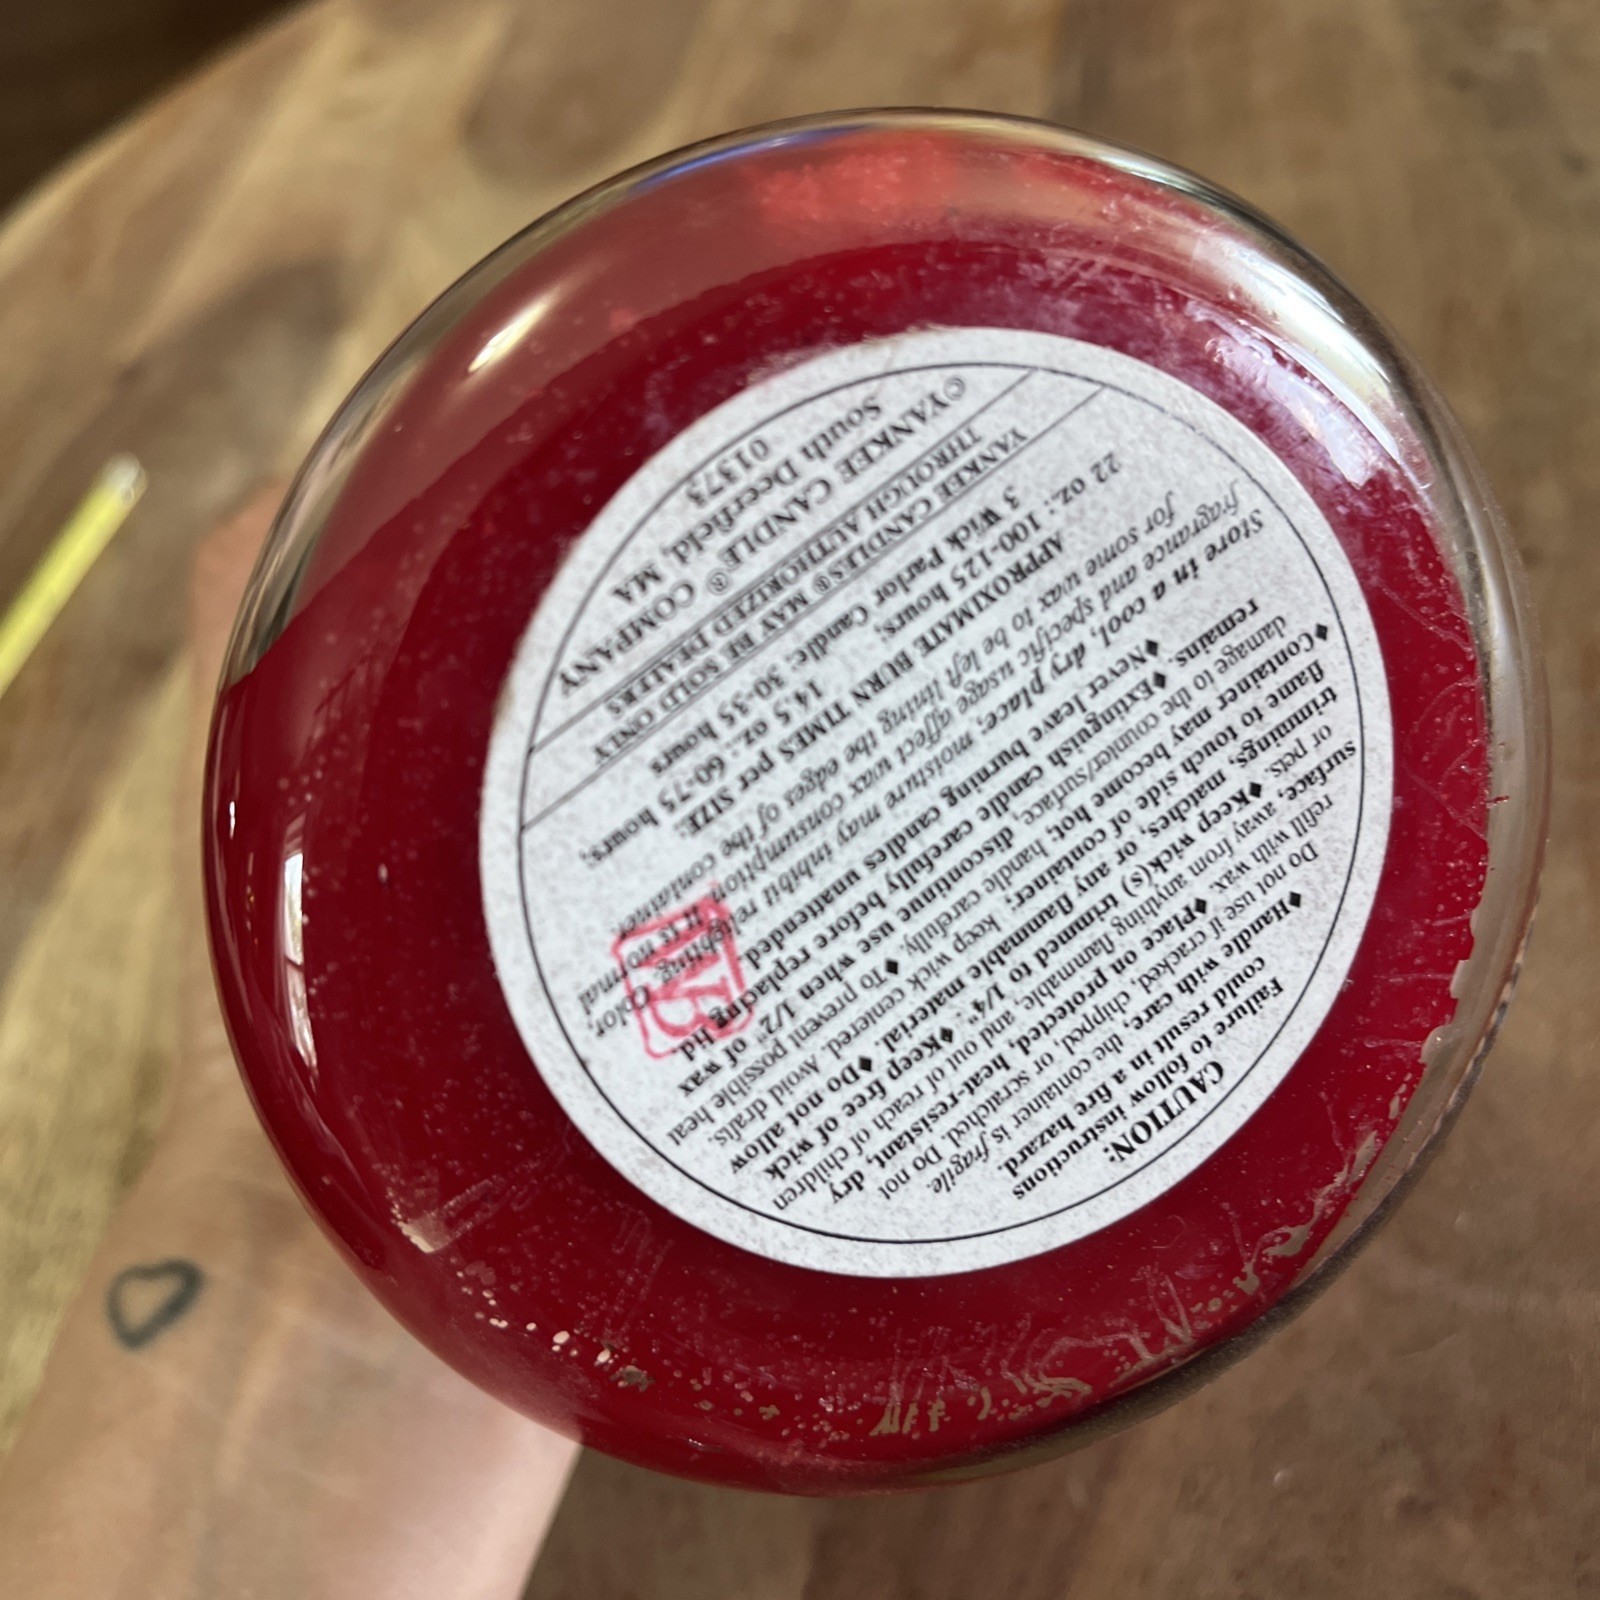 CAUTION:
Failure to follow instructions
could result in a fire hazard.
♦Handle with care, the container is fragile.
Do not use if cracked, chipped, or scratched. Do not
refill with wax. ♦Place on protected, heat-resistant, dry
surface, away from anything flammable, and out of reach of children
or pets. ♦Keep wick(s) trimmed to 1/4". ♦Keep free of wick
trimmings, matches, or any flammable material. ♦Do not allow
flame to touch side of container; keep wick centered. Avoid drafts.
♦Container may become hot; handle carefully. ♦To prevent possible heat
damage to the counter/surface, discontinue use when 1/2" of wax
remains. ♦Extinguish candle carefully before replacing lid.
♦Never leave burning candles unattended.
Store in a cool, dry place; moisture may inhibit relighting. Color,
fragrance and specific usage affect wax consumption. It is normal
for some wax to be left lining the edges of the container.
APPROXIMATE BURN TIMES per SIZE:
22 oz.: 100-125 hours; 14.5 oz.: 60-75 hours;
3 Wick Parlor Candle: 30-35 hours
YANKEE CANDLES® MAY BE SOLD ONLY
THROUGH AUTHORIZED DEALERS
©YANKEE CANDLE® COMPANY
South Deerfield, MA
01373